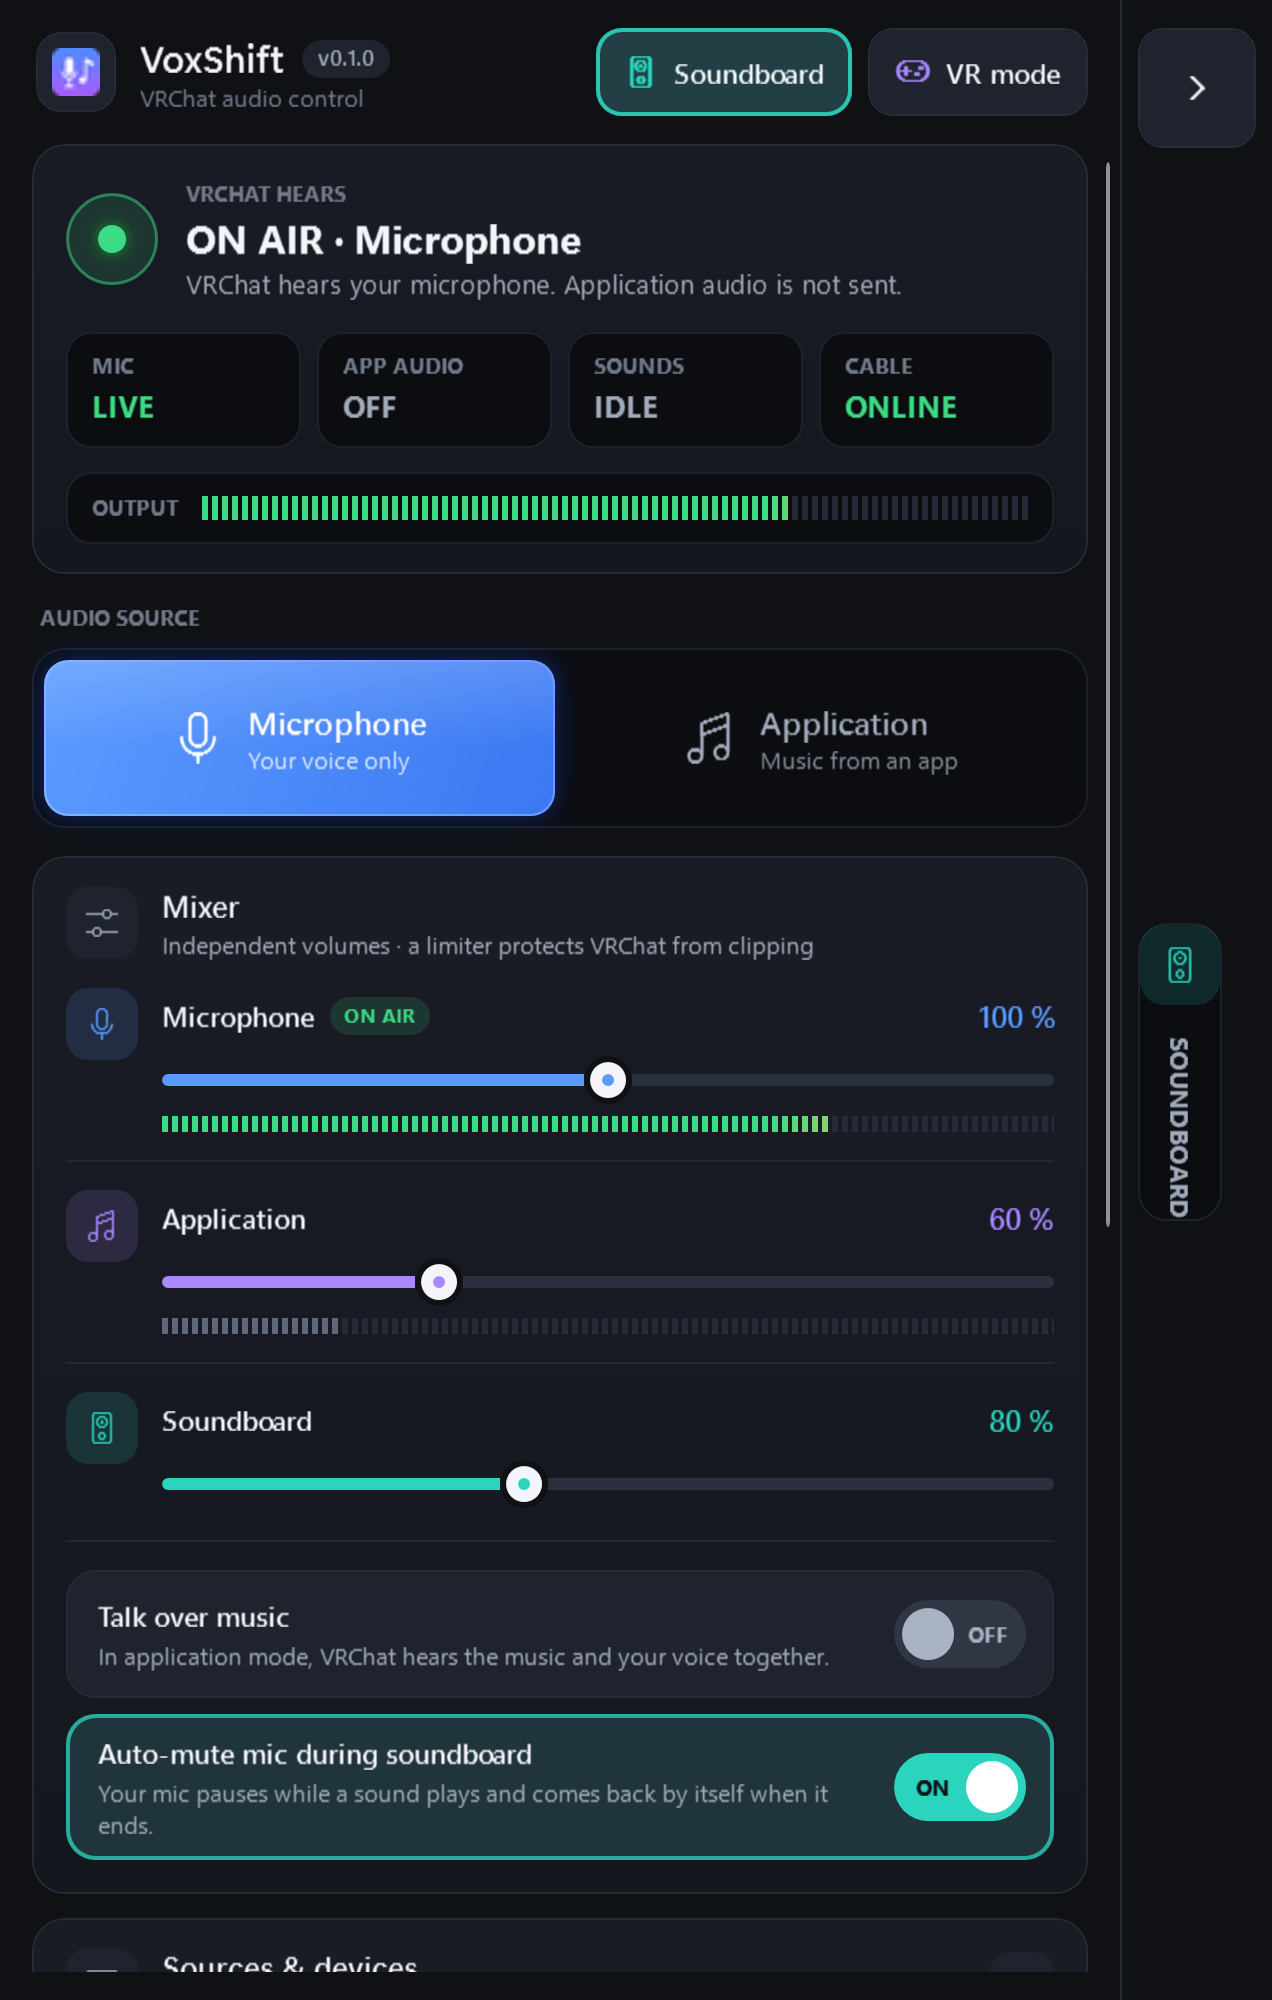 VoxShift v0.1.0
VRChat audio control
Soundboard
VR mode
VRCHAT HEARS
ON AIR · Microphone
VRChat hears your microphone. Application audio is not sent.
MIC
LIVE
APP AUDIO
OFF
SOUNDS
IDLE
CABLE
ONLINE
OUTPUT
AUDIO SOURCE
Microphone
Your voice only
Application
Music from an app
Mixer
Independent volumes · a limiter protects VRChat from clipping
Microphone ON AIR 100 %
Application 60 %
Soundboard 80 %
Talk over music
In application mode, VRChat hears the music and your voice together.
OFF
Auto-mute mic during soundboard
Your mic pauses while a sound plays and comes back by itself when it
ends.
ON
Sources & devices
SOUNDBOARD